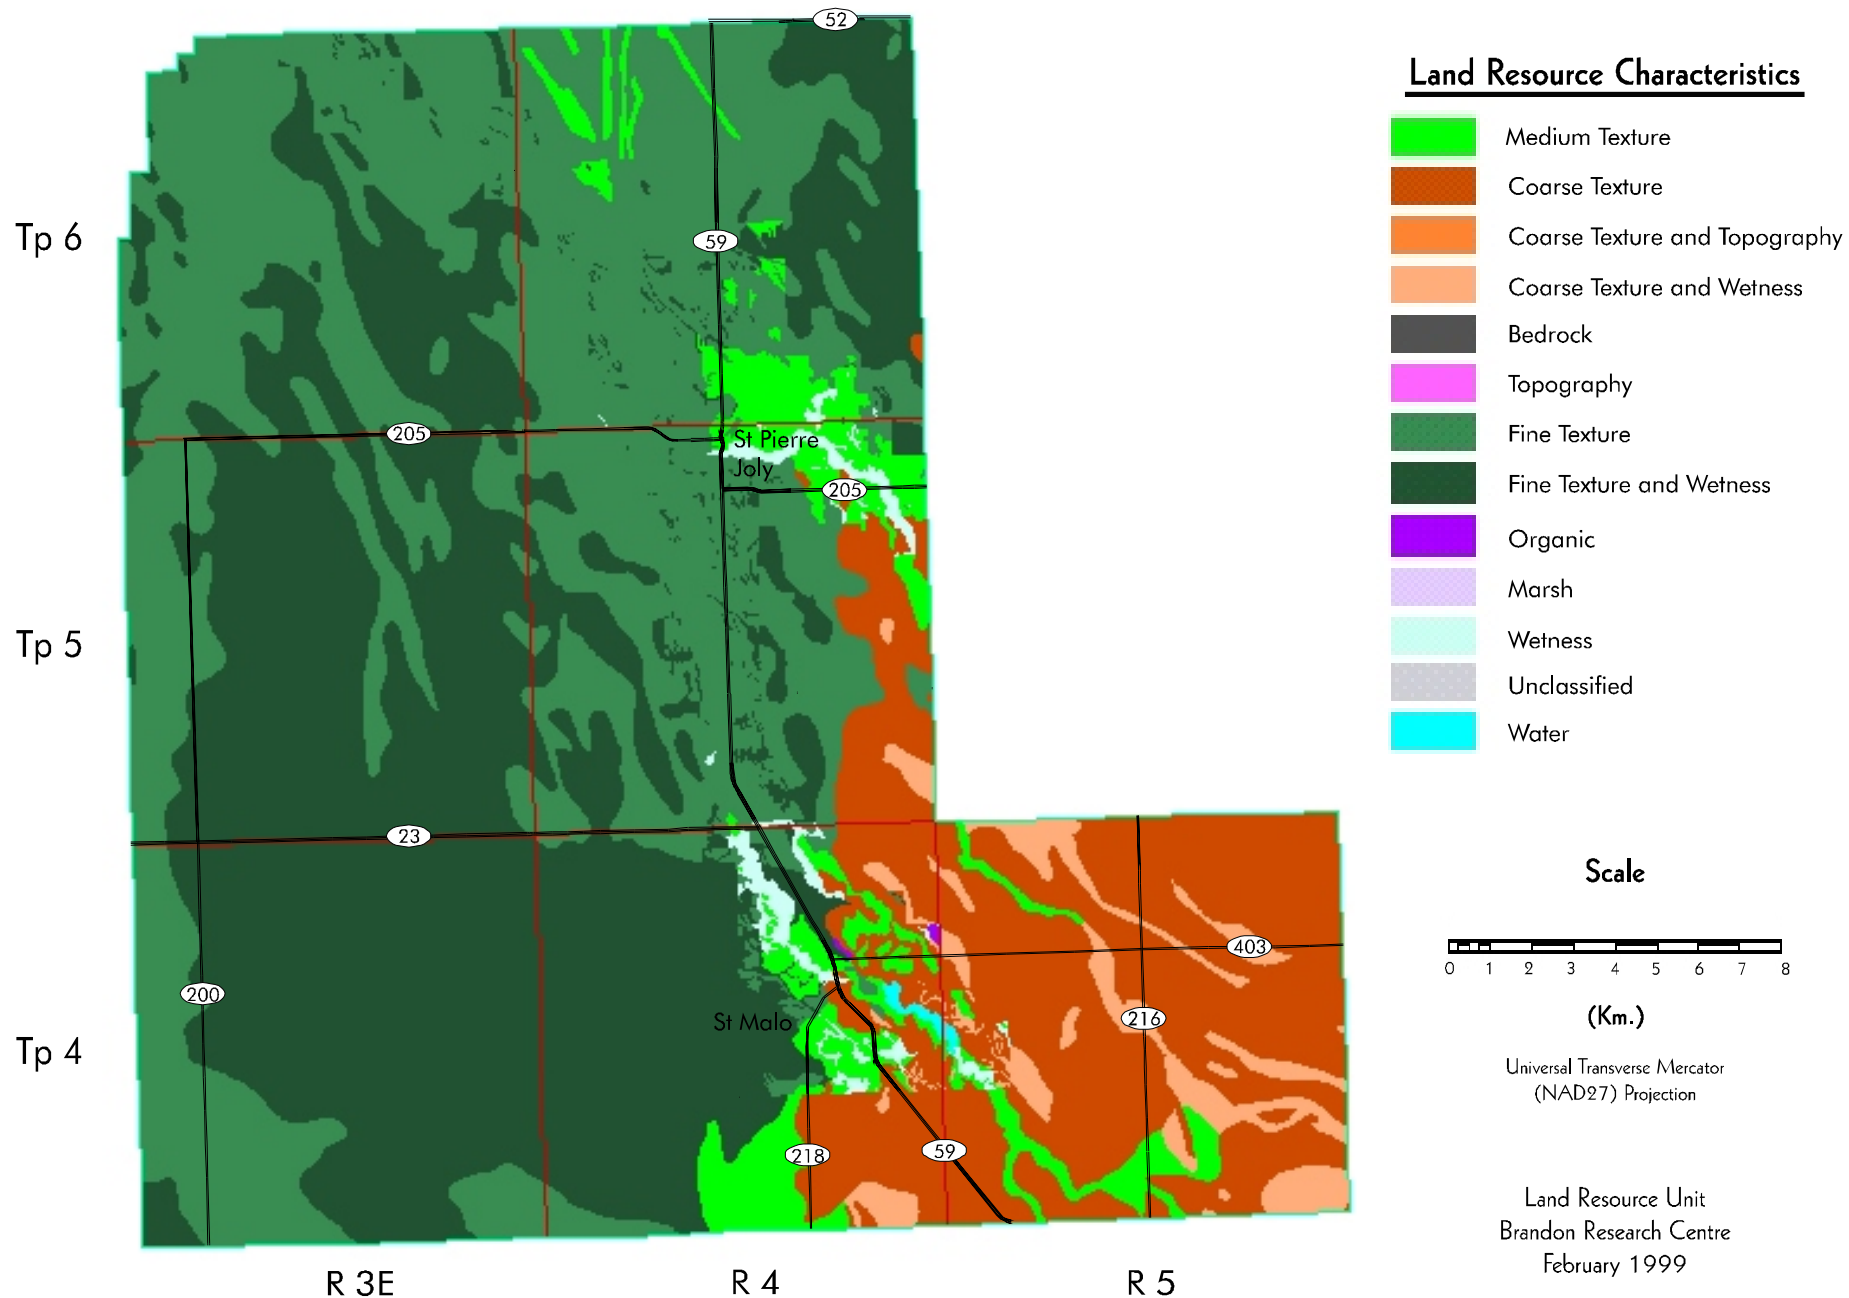 52
Land Resource Characteristics
Medium Texture
Coarse Texture
Coarse Texture and Topography
Coarse Texture and Wetness
Bedrock
Topography
Fine Texture
Fine Texture and Wetness
Organic
Marsh
Wetness
Unclassified
Water
Tp 6
59
205
St Pierre
Joly
205
Tp 5
23
403
200
216
St Malo
Tp 4
218
59
R 3E
R 4
R 5
Scale
0 1 2 3 4 5 6 7 8
(Km.)
Universal Transverse Mercator
(NAD27) Projection
Land Resource Unit
Brandon Research Centre
February 1999